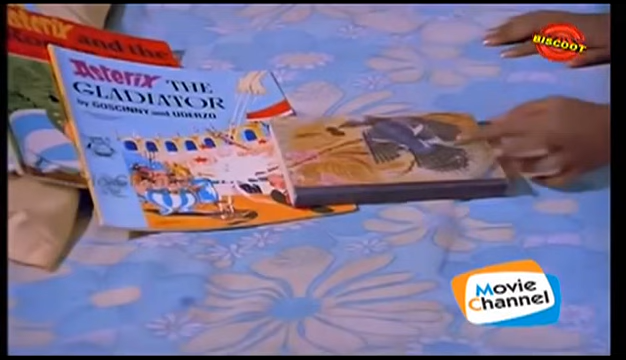 BISCOOT
Asterix and the
Asterix THE
GLADIATOR
by GOSCINNY and UDERZO
Movie
Channel